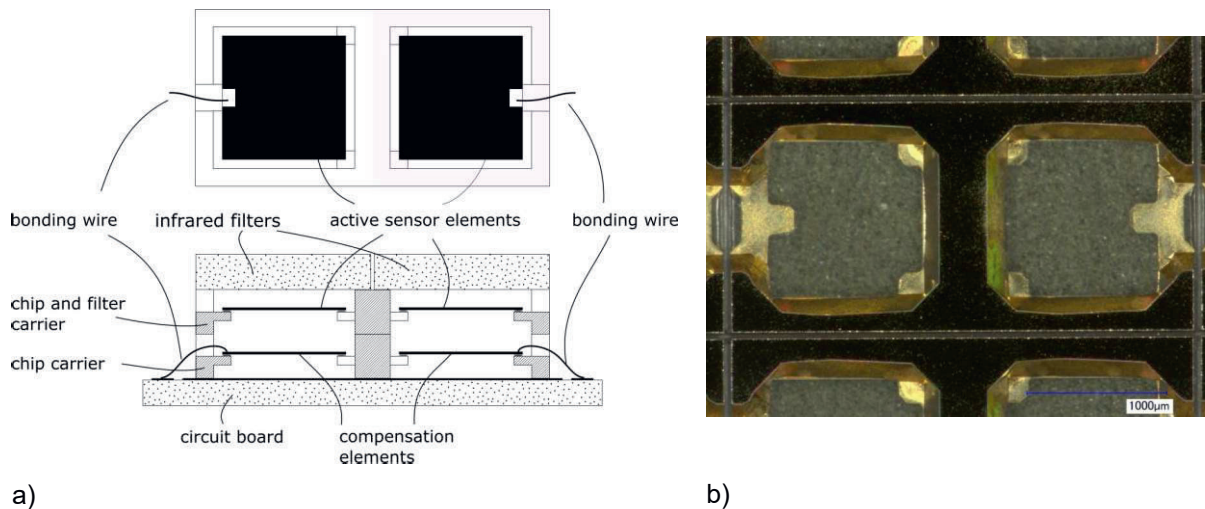 bonding wire
infrared filters
active sensor elements
bonding wire
chip and filter
carrier
chip carrier
circuit board
compensation
elements
1000µm
a)
b)